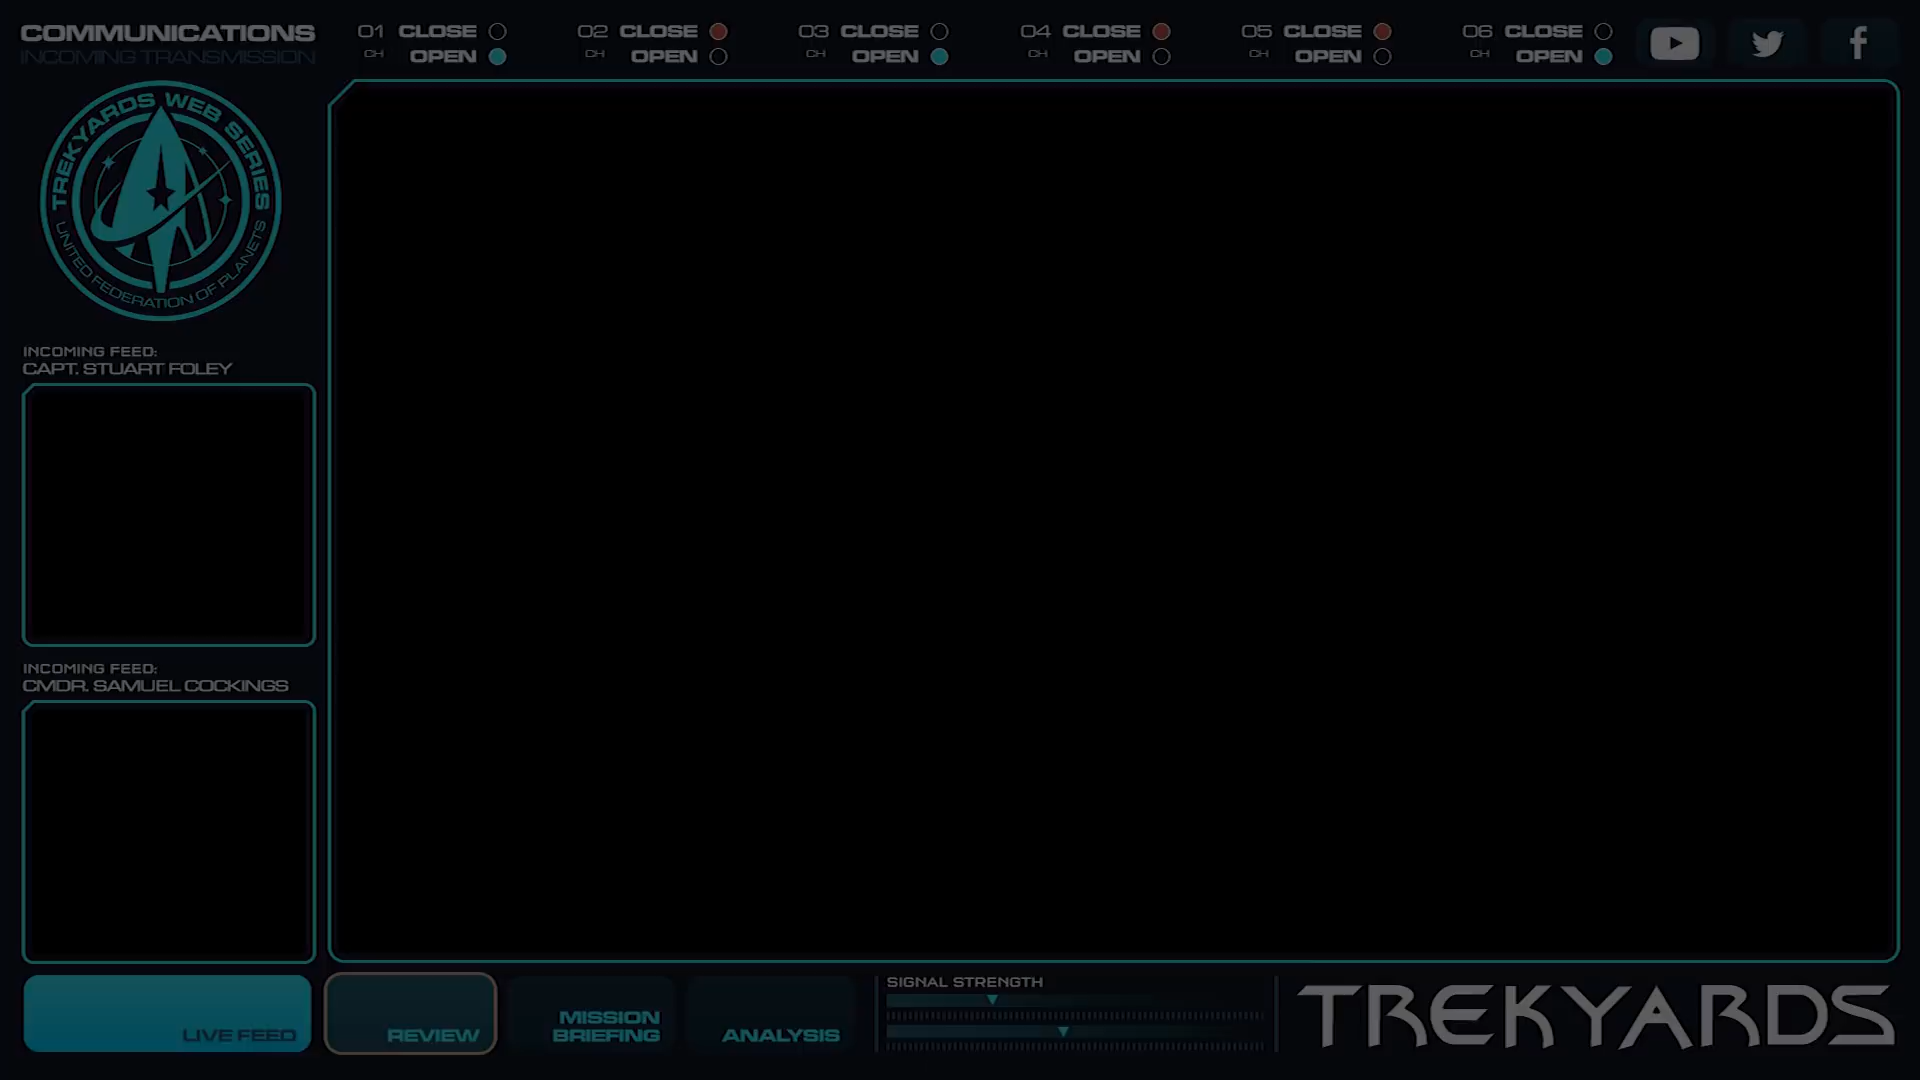 COMMUNICATIONS
INCOMING TRANSMISSION
01 CLOSE
CH OPEN
02 CLOSE
CH OPEN
03 CLOSE
CH OPEN
04 CLOSE
CH OPEN
05 CLOSE
CH OPEN
06 CLOSE
CH OPEN
TREKYARDS WEB SERIES
UNITED FEDERATION OF PLANETS
INCOMING FEED:
CAPT. STUART FOLEY
INCOMING FEED:
CMDR. SAMUEL COCKINGS
LIVE FEED
REVIEW
MISSION
BRIEFING
ANALYSIS
SIGNAL STRENGTH
TREKYARDS